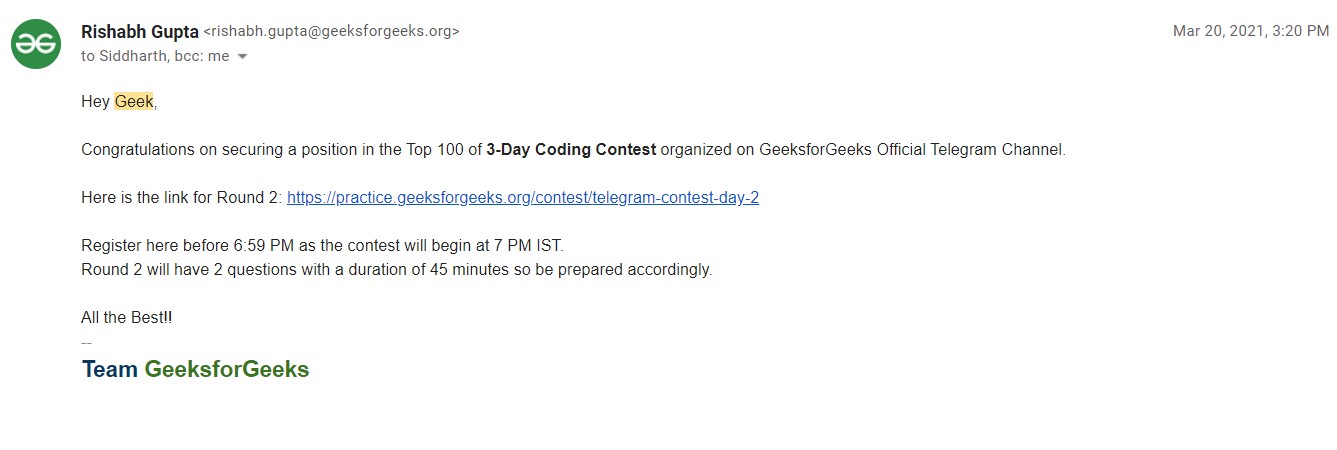 Rishabh Gupta <rishabh.gupta@geeksforgeeks.org>
Mar 20, 2021, 3:20 PM
to Siddharth, bcc: me
Hey Geek,
Congratulations on securing a position in the Top 100 of 3-Day Coding Contest organized on GeeksforGeeks Official Telegram Channel.
Here is the link for Round 2: https://practice.geeksforgeeks.org/contest/telegram-contest-day-2
Register here before 6:59 PM as the contest will begin at 7 PM IST.
Round 2 will have 2 questions with a duration of 45 minutes so be prepared accordingly.
All the Best!!
--
Team GeeksforGeeks